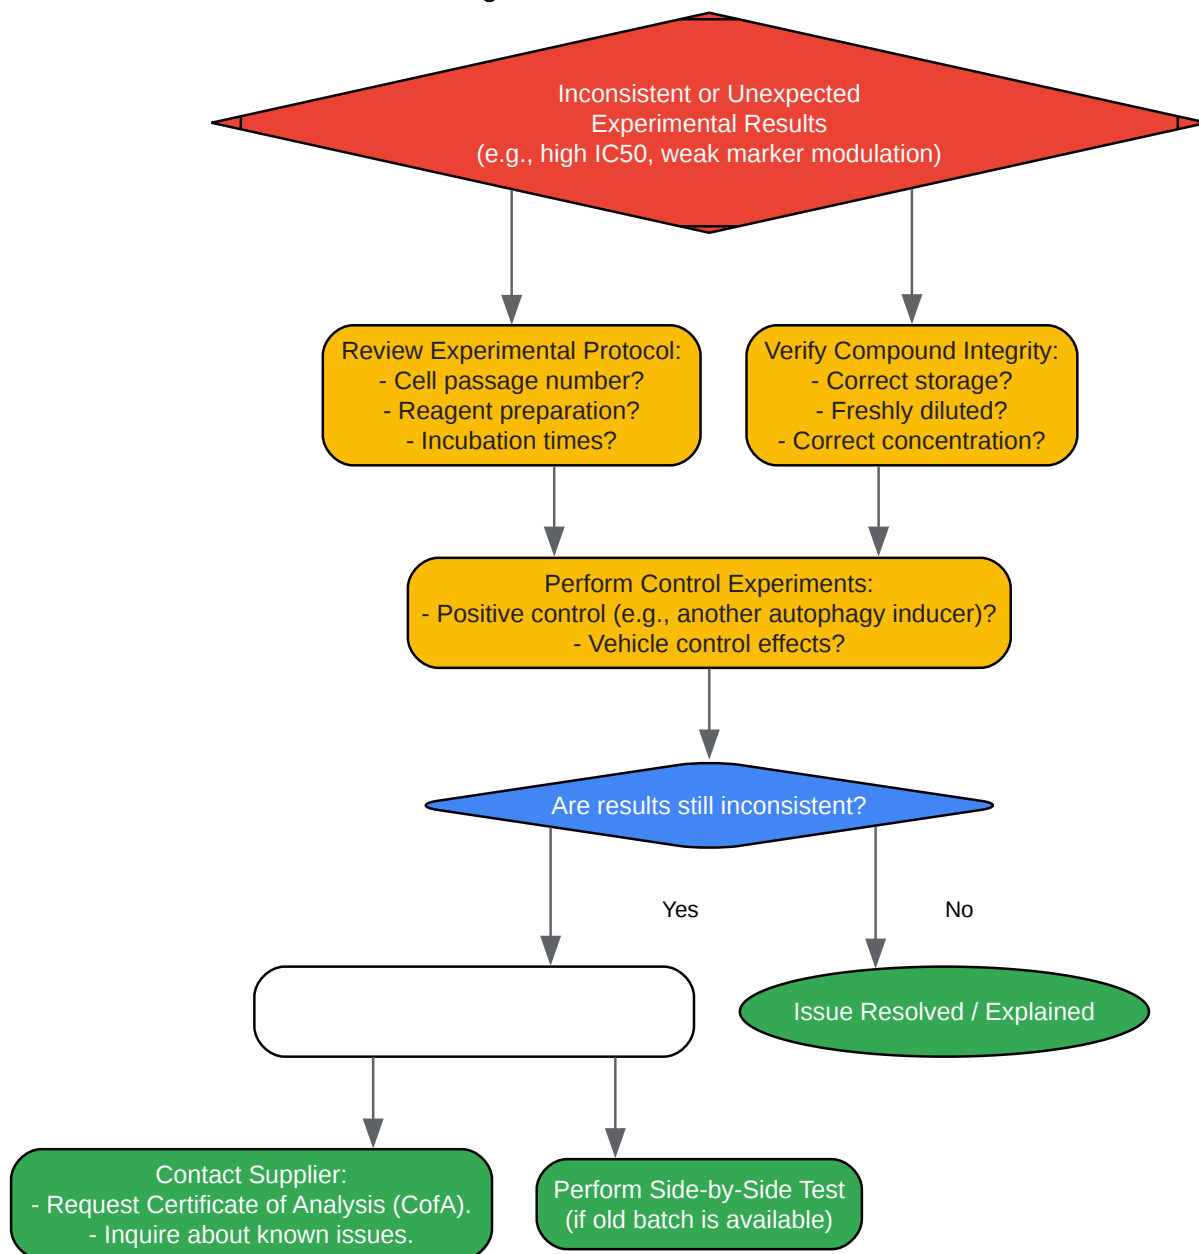 Inconsistent or Unexpected
Experimental Results
(e.g., high IC50, weak marker modulation)
Review Experimental Protocol:
- Cell passage number?
- Reagent preparation?
- Incubation times?
Verify Compound Integrity:
- Correct storage?
- Freshly diluted?
- Correct concentration?
Perform Control Experiments:
- Positive control (e.g., another autophagy inducer)?
- Vehicle control effects?
Are results still inconsistent?
Yes
No
Issue Resolved / Explained
Contact Supplier:
- Request Certificate of Analysis (CofA).
- Inquire about known issues.
Perform Side-by-Side Test
(if old batch is available)